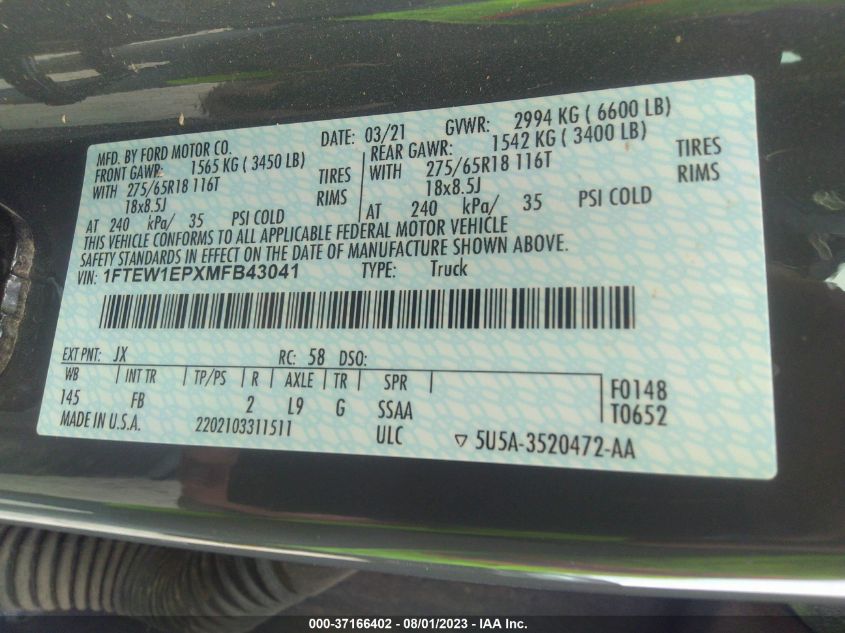 MFD. BY FORD MOTOR CO. DATE: 03/21 GVWR: 2994 KG ( 6600 LB)
FRONT GAWR: 1565 KG ( 3450 LB) REAR GAWR: 1542 KG ( 3400 LB)
WITH 275/65R18 116T TIRES WITH 275/65R18 116T TIRES
18x8.5J RIMS 18x8.5J RIMS
AT 240 kPa/ 35 PSI COLD AT 240 kPa/ 35 PSI COLD
THIS VEHICLE CONFORMS TO ALL APPLICABLE FEDERAL MOTOR VEHICLE
SAFETY STANDARDS IN EFFECT ON THE DATE OF MANUFACTURE SHOWN ABOVE.
VIN: 1FTEW1EPXMFB43041 TYPE: Truck
EXT PNT: JX RC: 58 DSO:
WB INT TR TP/PS R AXLE TR SPR F0148
145 FB 2 L9 G SSAA T0652
MADE IN U.S.A. 2202103311511 ULC ▽ 5U5A-3520472-AA
000-37166402 - 08/01/2023 - IAA Inc.